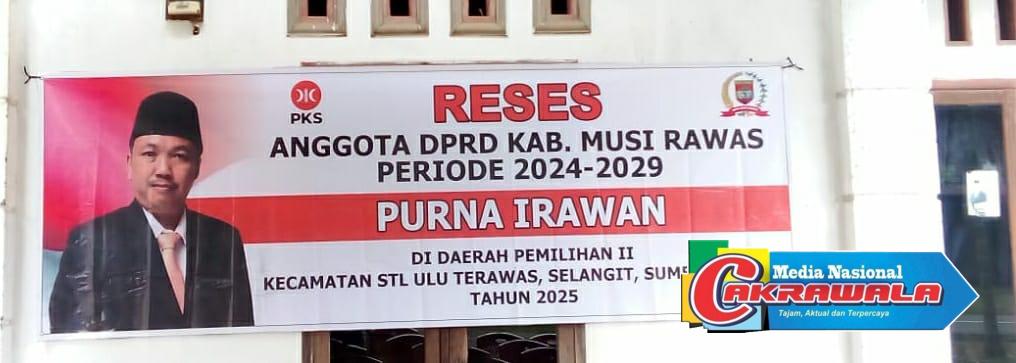 PKS
RESES
ANGGOTA DPRD KAB. MUSI RAWAS
PERIODE 2024-2029
PURNA IRAWAN
DI DAERAH PEMILIHAN II
KECAMATAN STL ULU TERAWAS, SELANGIT,
TAHUN 2025
Media Nasional
CAKRAWALA
Tajam, Aktual dan Terpercaya